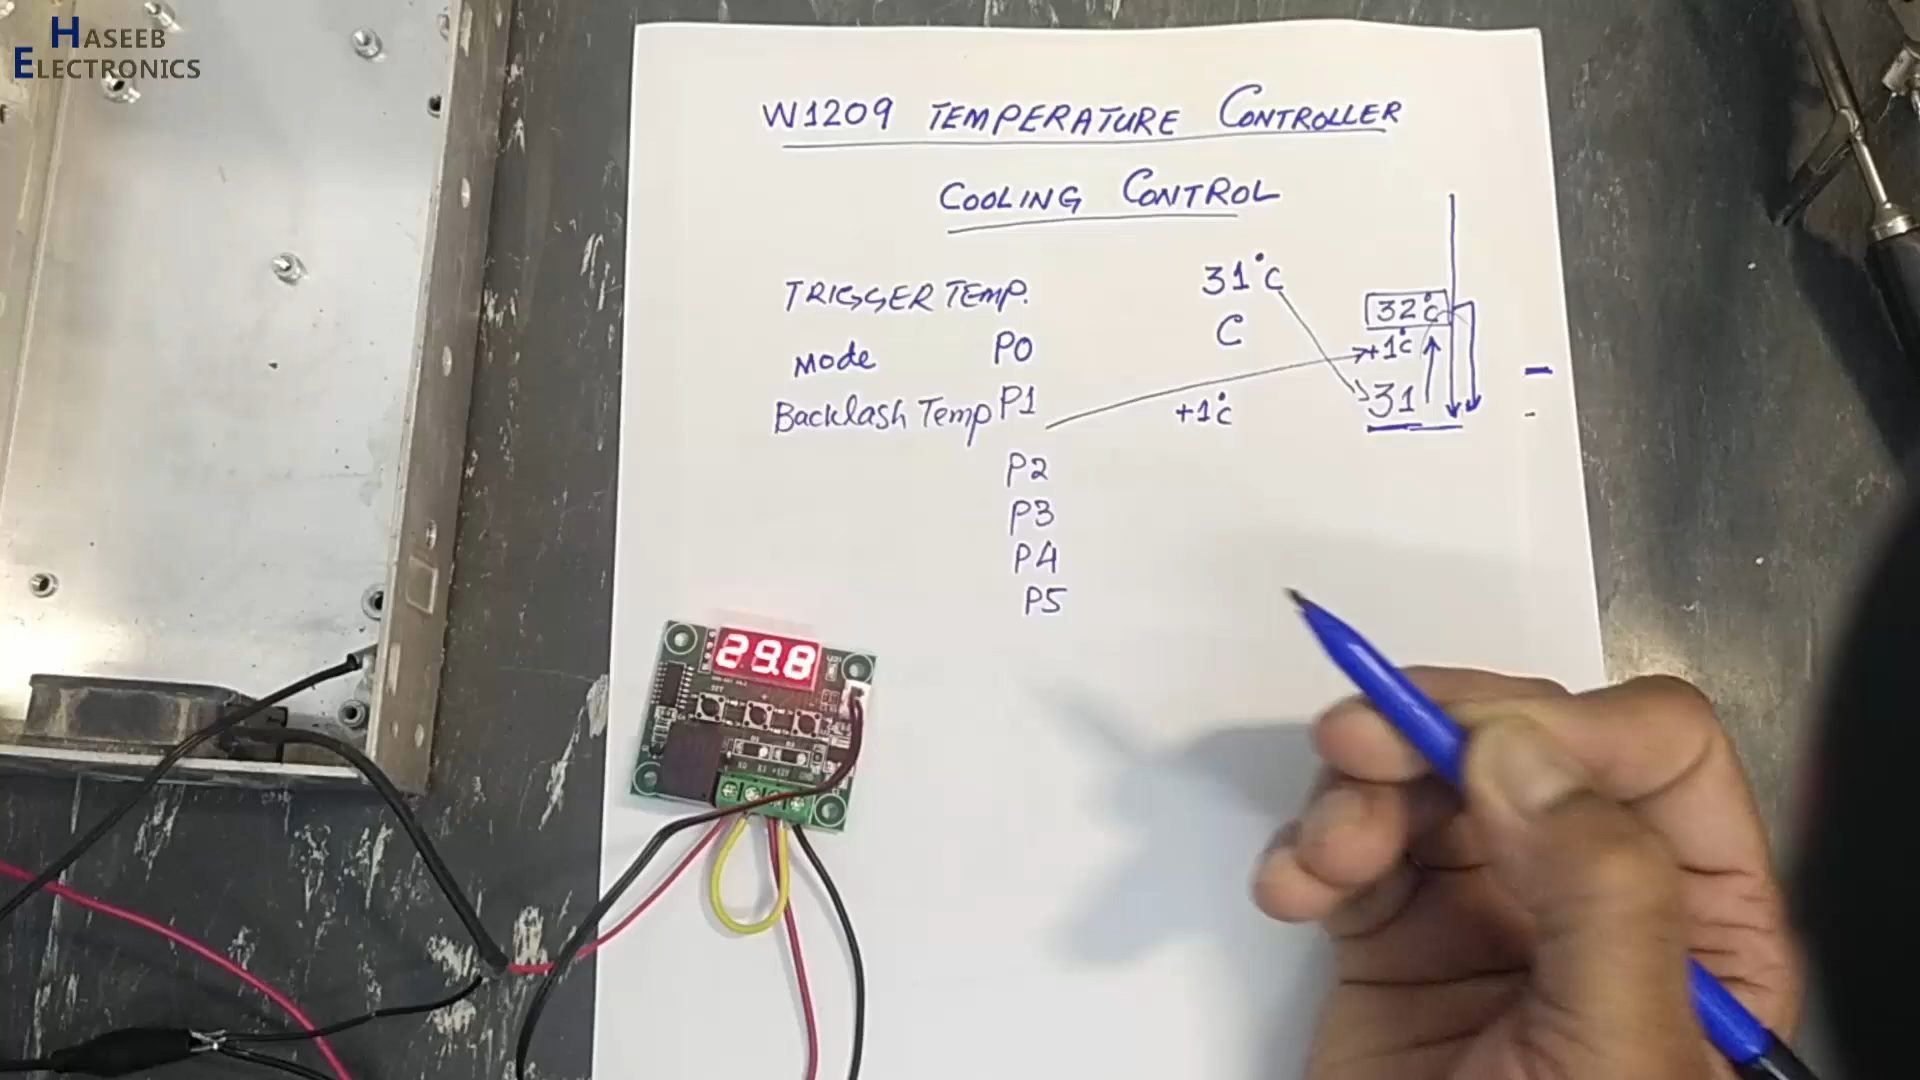 HASEEB
ELECTRONICS
W1209 TEMPERATURE CONTROLLER
COOLING CONTROL
TRIGGER TEMP. 31°C
32°C
Mode P0 C
+1°C
Backlash Temp P1 +1°C
31
P2
P3
P4
P5
29.8
+12V